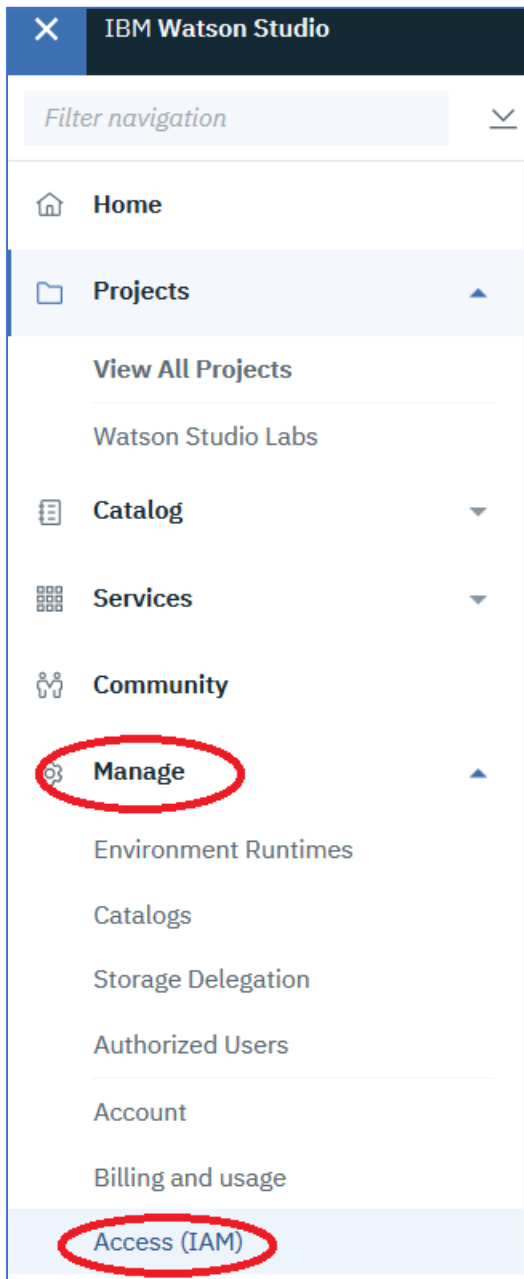 IBM Watson Studio
Filter navigation
Home
Projects
View All Projects
Watson Studio Labs
Catalog
Services
Community
Manage
Environment Runtimes
Catalogs
Storage Delegation
Authorized Users
Account
Billing and usage
Access (IAM)